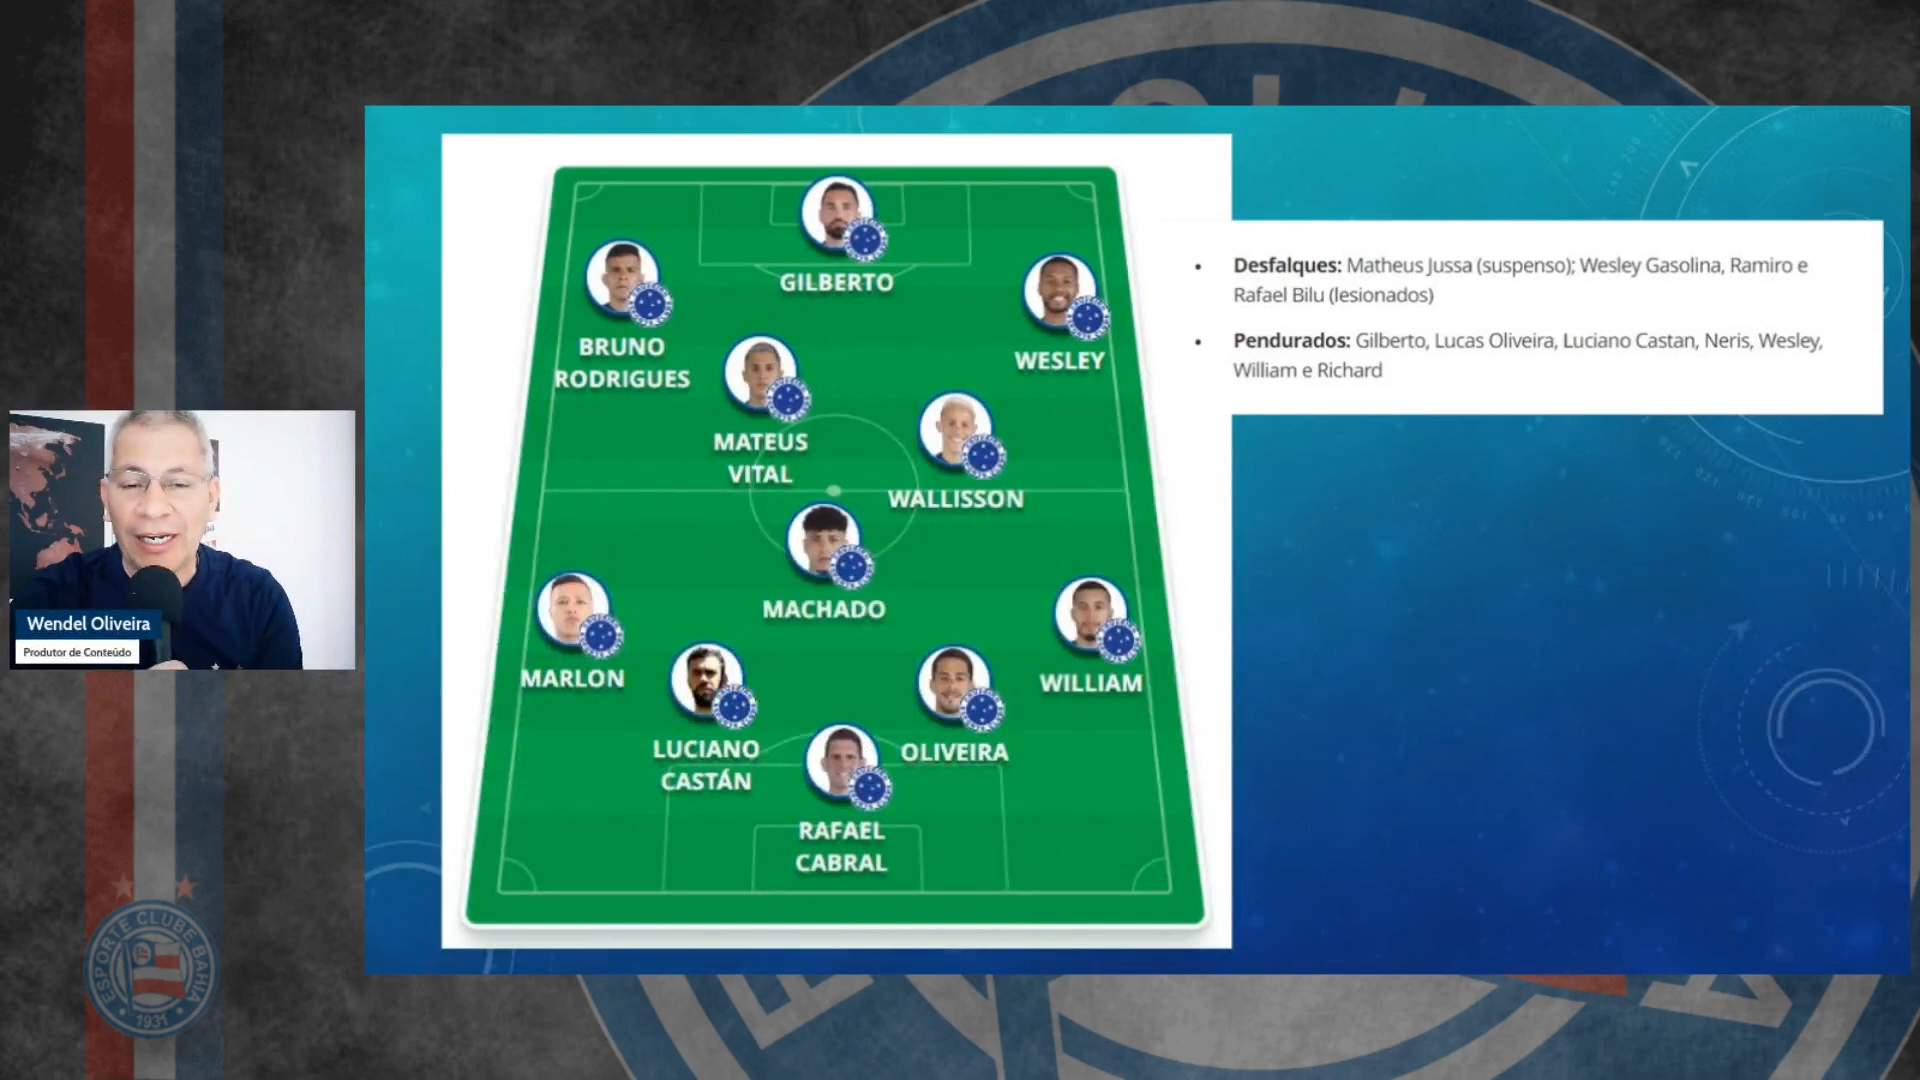 GILBERTO
BRUNO
RODRIGUES
WESLEY
MATEUS
VITAL
WALLISSON
MACHADO
MARLON
WILLIAM
LUCIANO
CASTÁN
OLIVEIRA
RAFAEL
CABRAL
• Desfalques: Matheus Jussa (suspenso); Wesley Gasolina, Ramiro e
Rafael Bilu (lesionados)
• Pendurados: Gilberto, Lucas Oliveira, Luciano Castan, Neris, Wesley,
William e Richard
Wendel Oliveira
Produtor de Conteúdo
ESPORTE CLUBE BAHIA
1931